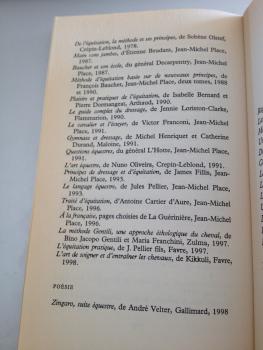 De l'équitation, la méthode et ses principes, de Sabine Oistef,
Crépin-Leblond, 1978.
Main sans jambes, d'Étienne Beudant, Jean-Michel Place,
1987.
Baucher et son école, du général Decarpentry, Jean-Michel
Place, 1987.
Méthode d'équitation basée sur de nouveaux principes, de
François Baucher, Jean-Michel Place, deux tomes, 1988
et 1990.
Plaisirs et pratiques de l'équitation, de Isabelle Bernard et
Pierre Dornangeat, Arthaud, 1990.
Le guide complet du dressage, de Jennie Loriston-Clarke,
Flammarion, 1990.
Le cavalier et l'écuyer, de Victor Franconi, Jean-Michel
Place, 1991.
Gymnase et dressage, de Michel Henriquet et Catherine
Durand, Maloine, 1991.
Questions équestres, du général L'Hotte, Jean-Michel Place,
1991.
L'art équestre, de Nuno Oliveira, Crépin-Leblond, 1991.
Principes de dressage et d'équitation, de James Fillis, Jean-
Michel Place, 1993.
Le langage équestre, de Jules Pellier, Jean-Michel Place,
1993.
Traité d'équitation, d'Antoine Cartier d'Aure, Jean-Michel
Place, 1996.
À la française, pages choisies de La Guérinière, Jean-Michel
Place, 1996.
La méthode Gentili, une approche éthologique du cheval, de
Bino Jacopo Gentili et Maria Franchini, Zulma, 1997.
L'équitation pratique, de J. Pellier fils, Favre, 1997.
L'art de soigner et d'entraîner les chevaux, de Kikkuli, Favre,
1998.
POÉSIE
Zingaro, suite équestre, de André Velter, Gallimard, 1998